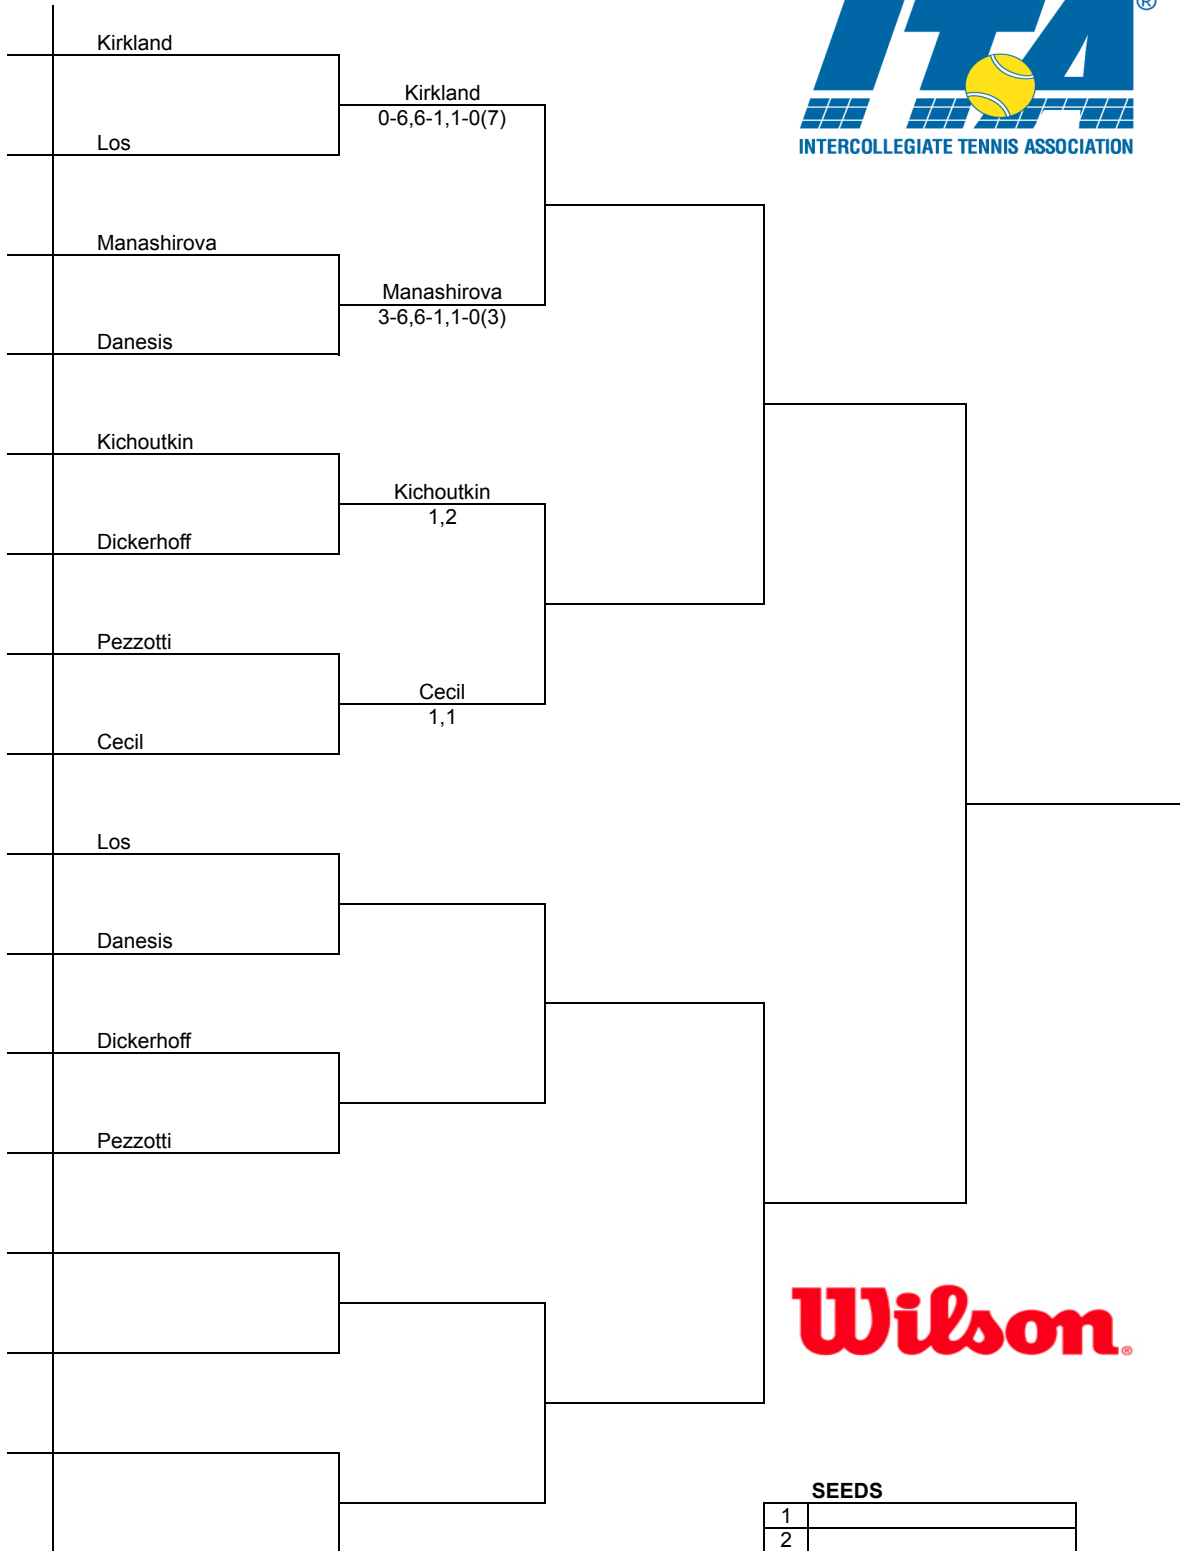 ITA®
INTERCOLLEGIATE TENNIS ASSOCIATION
Kirkland
Kirkland
0-6,6-1,1-0(7)
Los
Manashirova
Manashirova
3-6,6-1,1-0(3)
Danesis
Kichoutkin
Kichoutkin
1,2
Dickerhoff
Pezzotti
Cecil
1,1
Cecil
Los
Danesis
Dickerhoff
Pezzotti
Wilson®
SEEDS
1
2